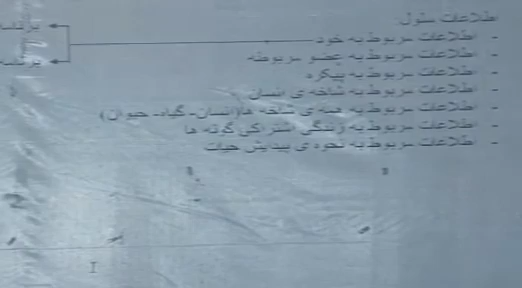 اطلاعات سلول:
- اطلاعات مربوط به خود
- اطلاعات مربوط به عضو مربوطه
- اطلاعات مربوط به پیکره
- اطلاعات مربوط به شاخه ی انسان
- اطلاعات مربوط به همه ی شاخه ها(انسان- گیاه- حیوان)
- اطلاعات مربوط به زندگی اشتراکی گونه ها
- اطلاعات مربوط به نحوه ی پیدایش حیات